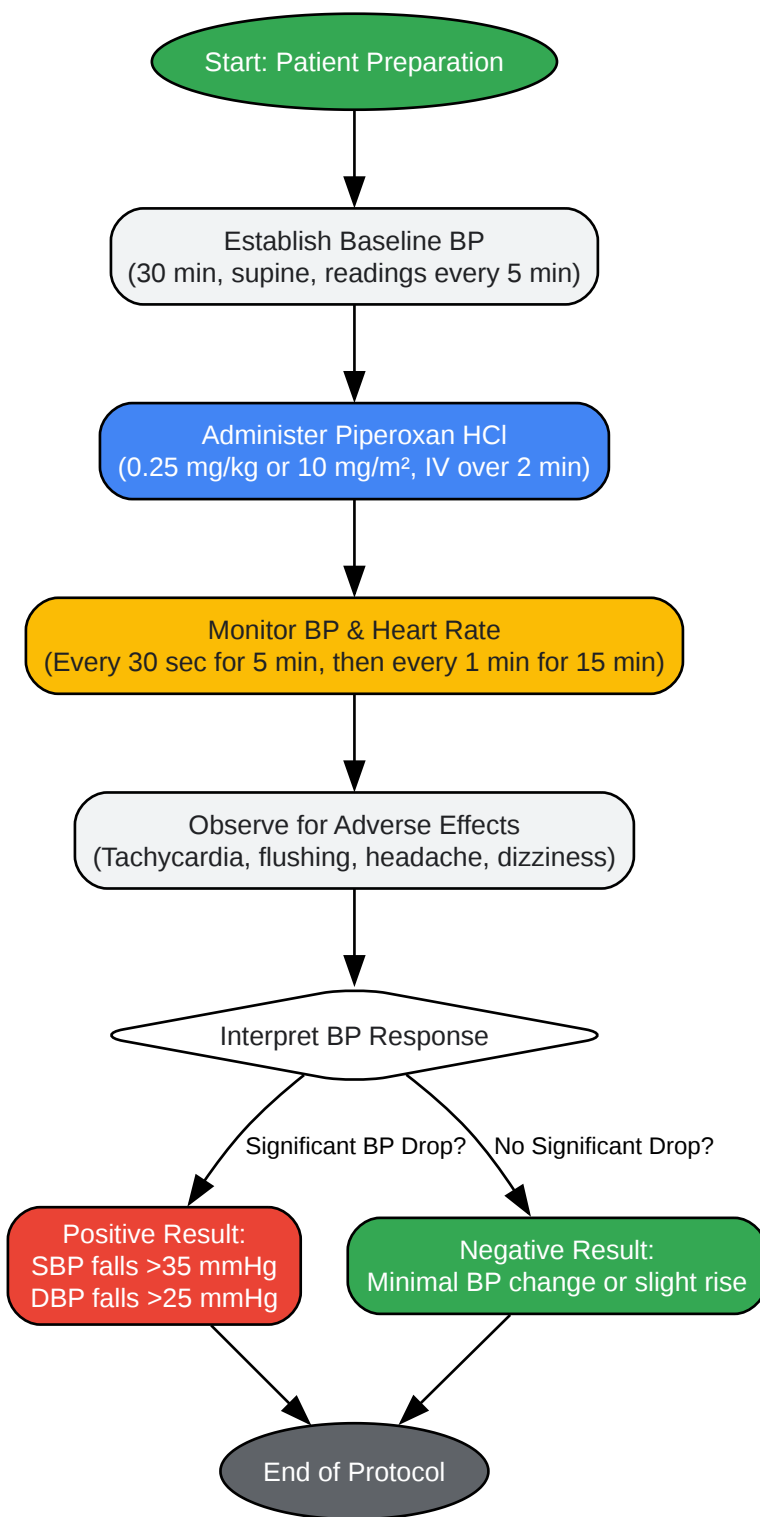 Start: Patient Preparation
Establish Baseline BP
(30 min, supine, readings every 5 min)
Administer Piperoxan HCl
(0.25 mg/kg or 10 mg/m², IV over 2 min)
Monitor BP & Heart Rate
(Every 30 sec for 5 min, then every 1 min for 15 min)
Observe for Adverse Effects
(Tachycardia, flushing, headache, dizziness)
Interpret BP Response
Significant BP Drop?
No Significant Drop?
Positive Result:
SBP falls >35 mmHg
DBP falls >25 mmHg
Negative Result:
Minimal BP change or slight rise
End of Protocol